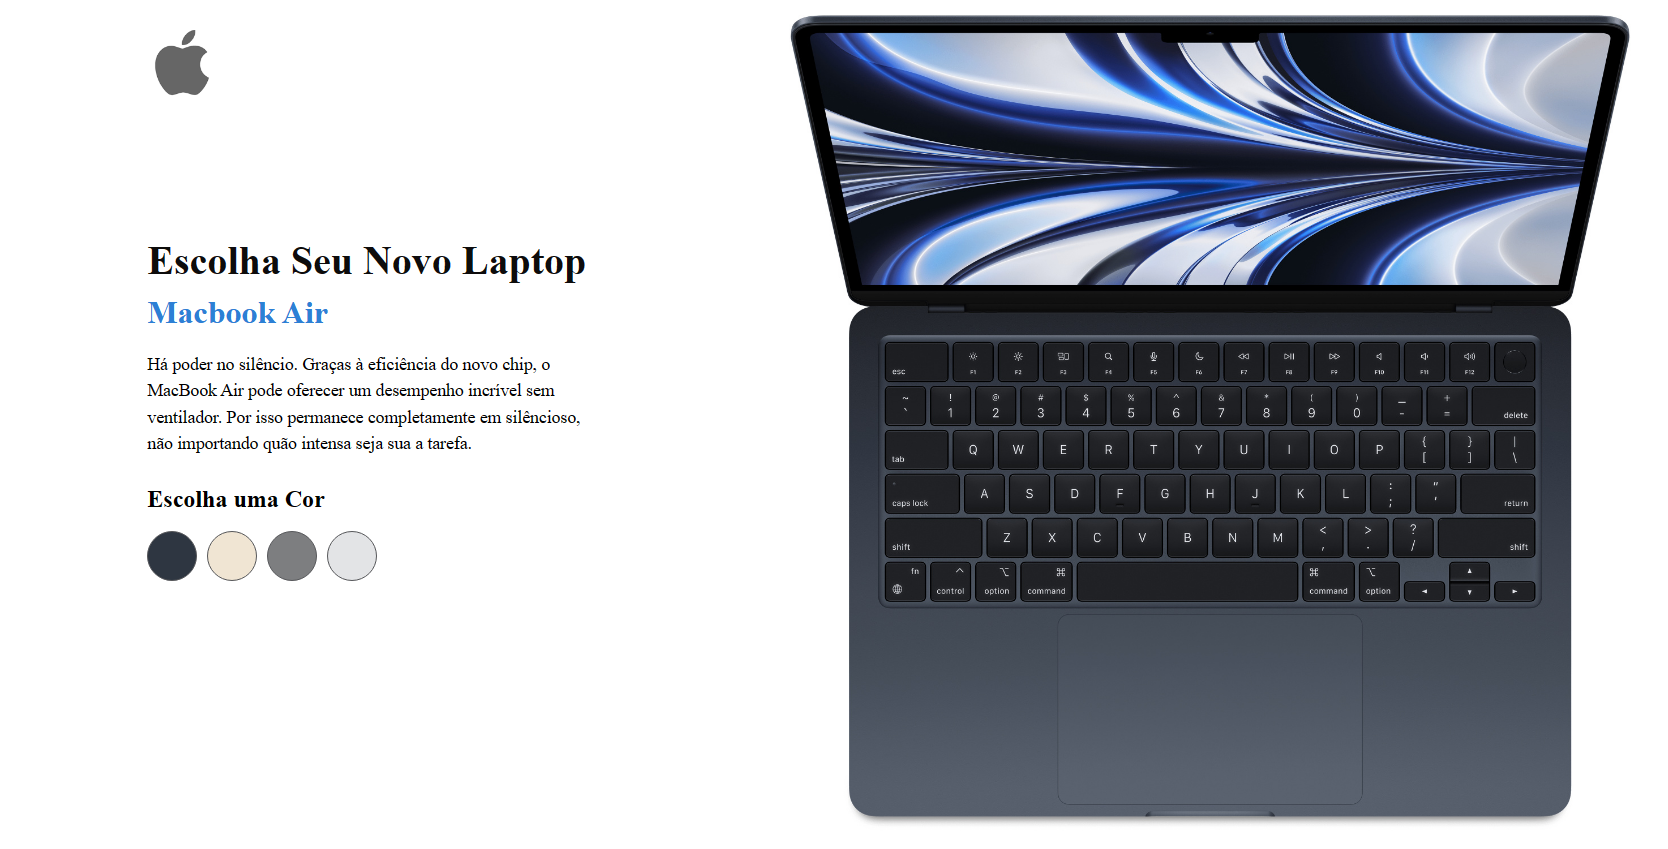 Escolha Seu Novo Laptop
Macbook Air
Há poder no silêncio. Graças à eficiência do novo chip, o
MacBook Air pode oferecer um desempenho incrível sem
ventilador. Por isso permanece completamente em silêncioso,
não importando quão intensa seja sua a tarefa.
Escolha uma Cor
esc F1 F2 F3 F4 F5 F6 F7 F8 F9 F10 F11 F12
~ ! @ # $ % ^ & * ( ) _ +
` 1 2 3 4 5 6 7 8 9 0 - = delete
tab Q W E R T Y U I O P { [ } ] | \
caps lock A S D F G H J K L : ; " ' return
shift Z X C V B N M < , > . ? / shift
fn control option command command option